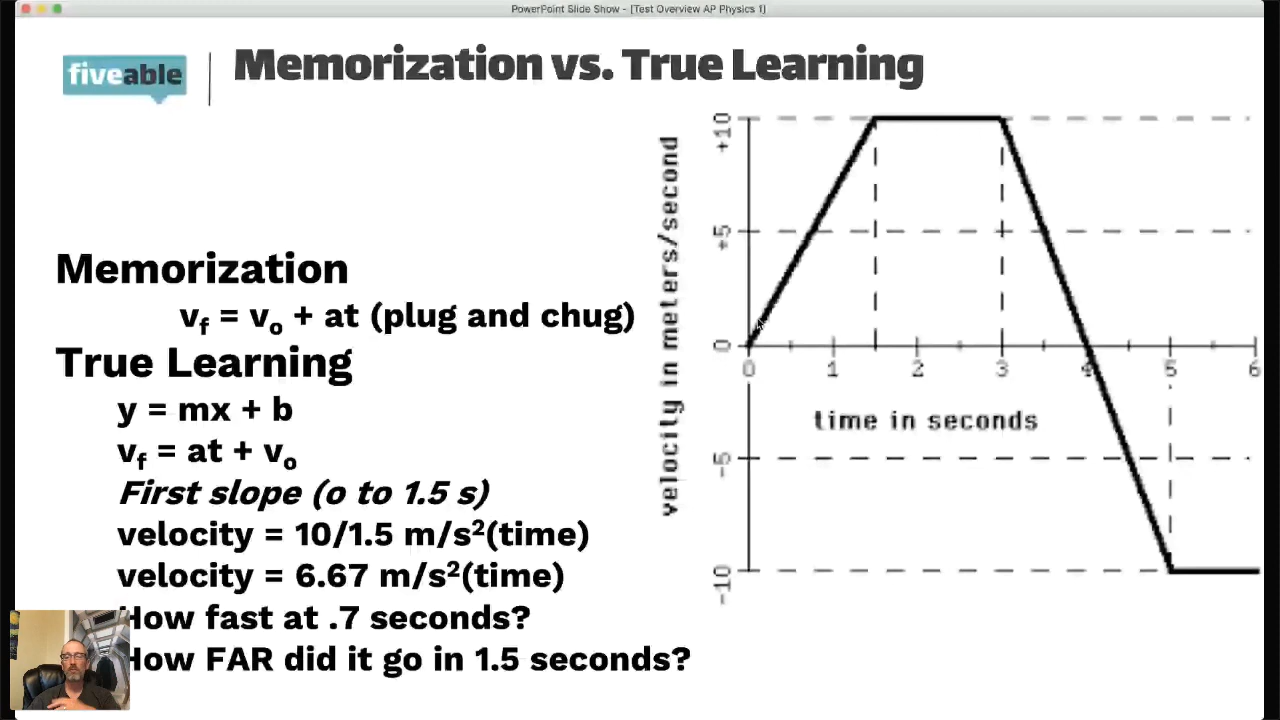 PowerPoint Slide Show - [Test Overview AP Physics 1]
fiveable
Memorization vs. True Learning
Memorization
vf = vo + at (plug and chug)
True Learning
y = mx + b
vf = at + vo
First slope (0 to 1.5 s)
velocity = 10/1.5 m/s²(time)
velocity = 6.67 m/s²(time)
How fast at .7 seconds?
How FAR did it go in 1.5 seconds?
velocity in meters/second
+10
+5
0
-5
-10
0 1 2 3 4 5 6
time in seconds